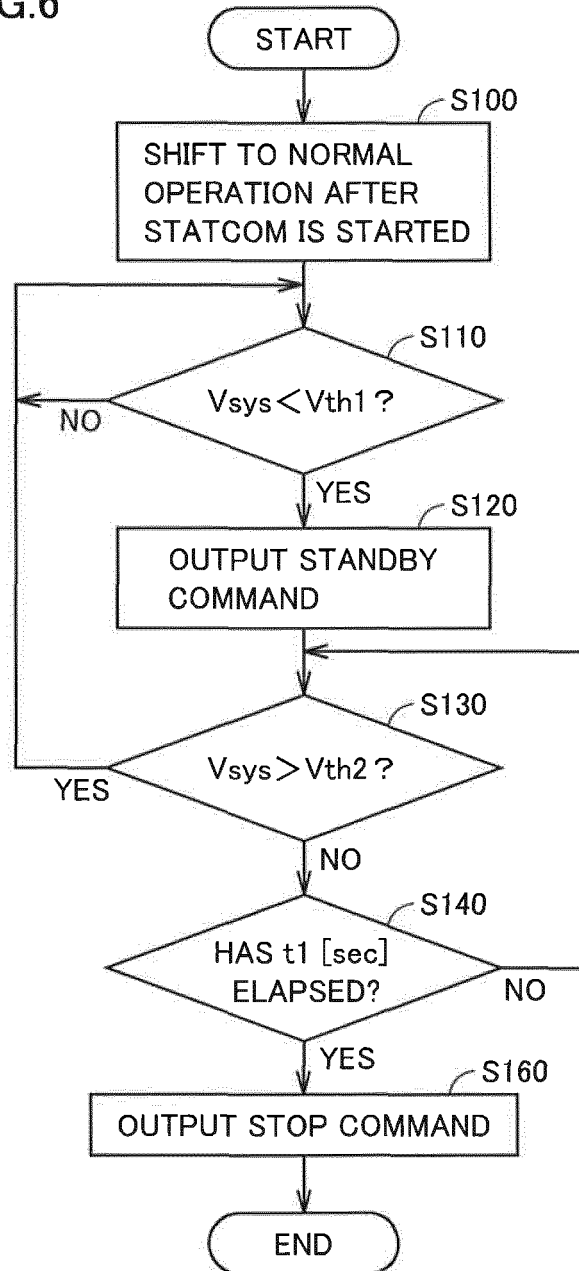 G.6
START
S100
SHIFT TO NORMAL
OPERATION AFTER
STATCOM IS STARTED
S110
Vsys<Vth1?
NO
YES
S120
OUTPUT STANDBY
COMMAND
S130
Vsys>Vth2?
YES
NO
S140
HAS t1 [sec]
ELAPSED?
NO
YES
S160
OUTPUT STOP COMMAND
END